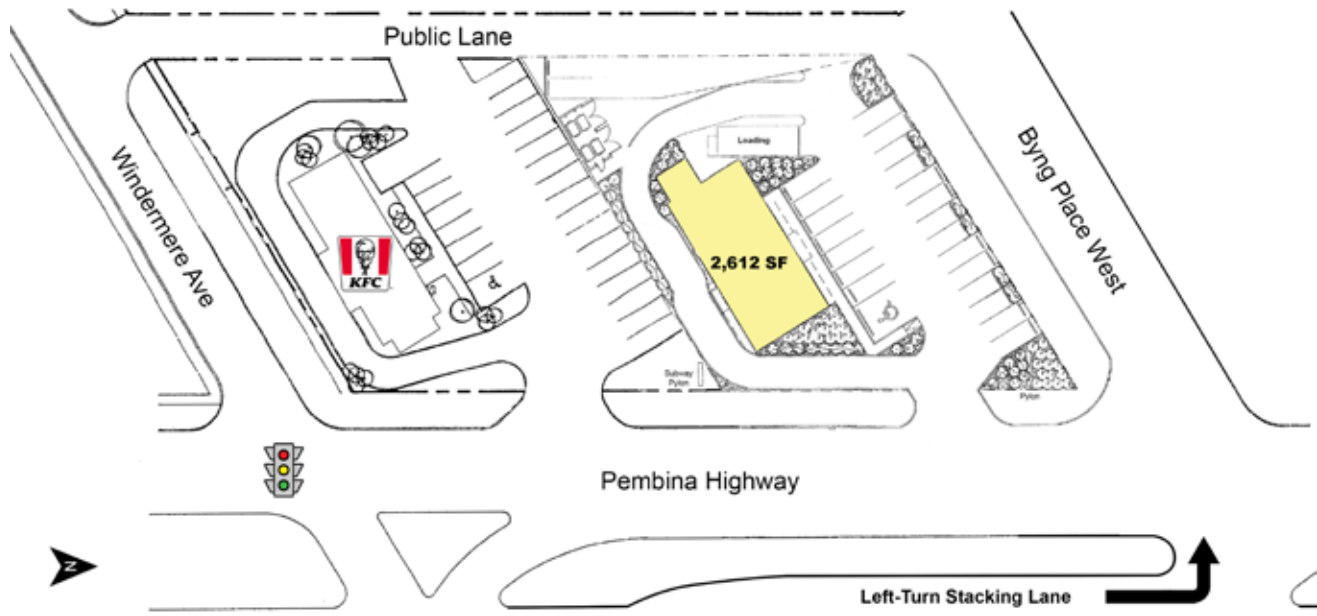 Public Lane
Windermere Ave
Byng Place West
Loading
KFC
2,612 SF
Subway
Pylon
Pylon
Pembina Highway
N
Left-Turn Stacking Lane